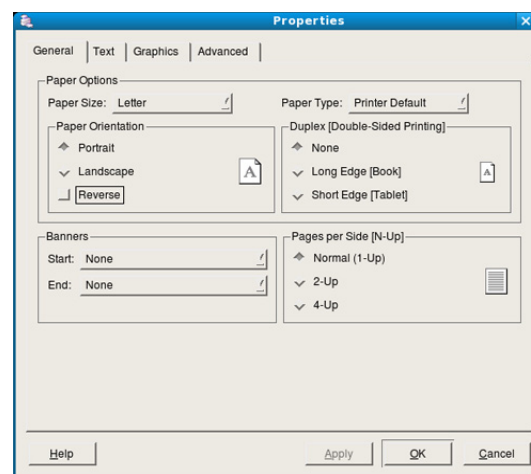 Properties
General Text Graphics Advanced
Paper Options
Paper Size: Letter Paper Type: Printer Default
Paper Orientation Duplex [Double-Sided Printing]
Portrait None
Landscape A Long Edge [Book] A
Reverse Short Edge [Tablet]
Banners Pages per Side [N-Up]
Start: None Normal (1-Up)
End: None 2-Up
4-Up
Help Apply OK Cancel